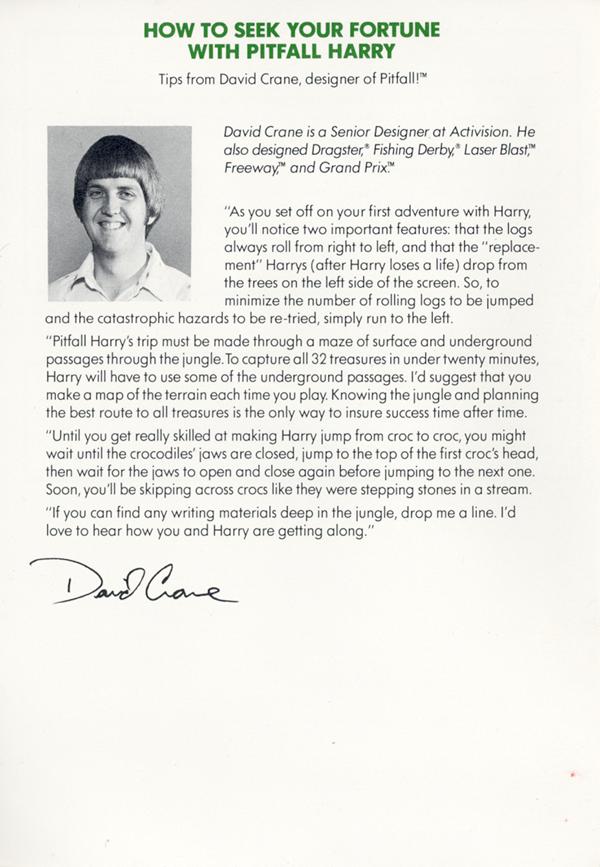 HOW TO SEEK YOUR FORTUNE
WITH PITFALL HARRY
Tips from David Crane, designer of Pitfall!™
David Crane is a Senior Designer at Activision. He
also designed Dragster,® Fishing Derby,® Laser Blast,™
Freeway,™ and Grand Prix.™
"As you set off on your first adventure with Harry,
you'll notice two important features: that the logs
always roll from right to left, and that the "replace-
ment" Harrys (after Harry loses a life) drop from
the trees on the left side of the screen. So, to
minimize the number of rolling logs to be jumped
and the catastrophic hazards to be re-tried, simply run to the left.
"Pitfall Harry's trip must be made through a maze of surface and underground
passages through the jungle. To capture all 32 treasures in under twenty minutes,
Harry will have to use some of the underground passages. I'd suggest that you
make a map of the terrain each time you play. Knowing the jungle and planning
the best route to all treasures is the only way to insure success time after time.
"Until you get really skilled at making Harry jump from croc to croc, you might
wait until the crocodiles' jaws are closed, jump to the top of the first croc's head,
then wait for the jaws to open and close again before jumping to the next one.
Soon, you'll be skipping across crocs like they were stepping stones in a stream.
"If you can find any writing materials deep in the jungle, drop me a line. I'd
love to hear how you and Harry are getting along."
David Crane